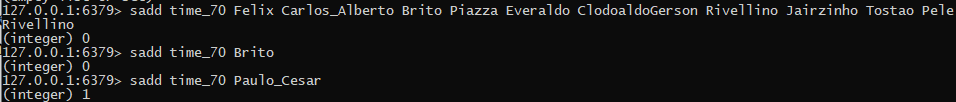 127.0.0.1:6379> sadd time_70 Felix Carlos_Alberto Brito Piazza Everaldo ClodoaldoGerson Rivellino Jairzinho Tostao Pele
Rivellino
(integer) 0
127.0.0.1:6379> sadd time_70 Brito
(integer) 0
127.0.0.1:6379> sadd time_70 Paulo_Cesar
(integer) 1